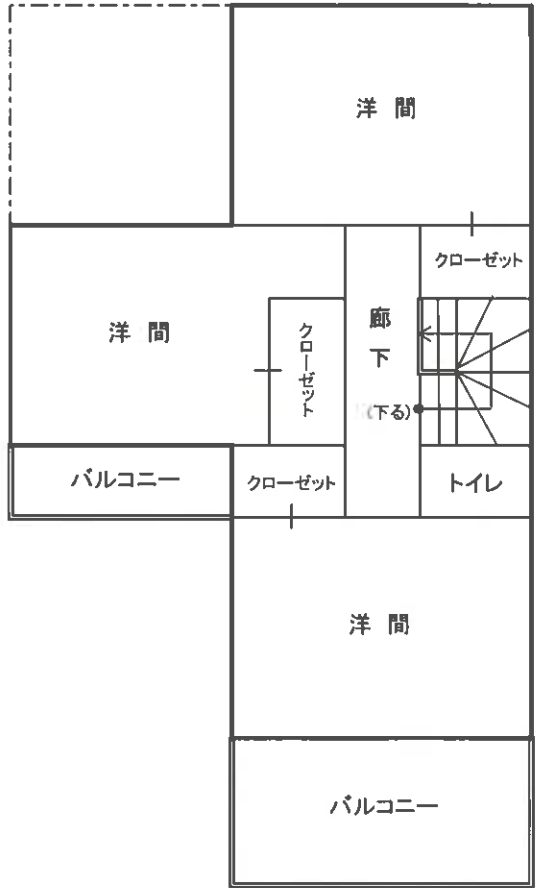 洋間
クローゼット
洋間
クローゼット
廊下
(下る)
バルコニー
クローゼット
トイレ
洋間
バルコニー